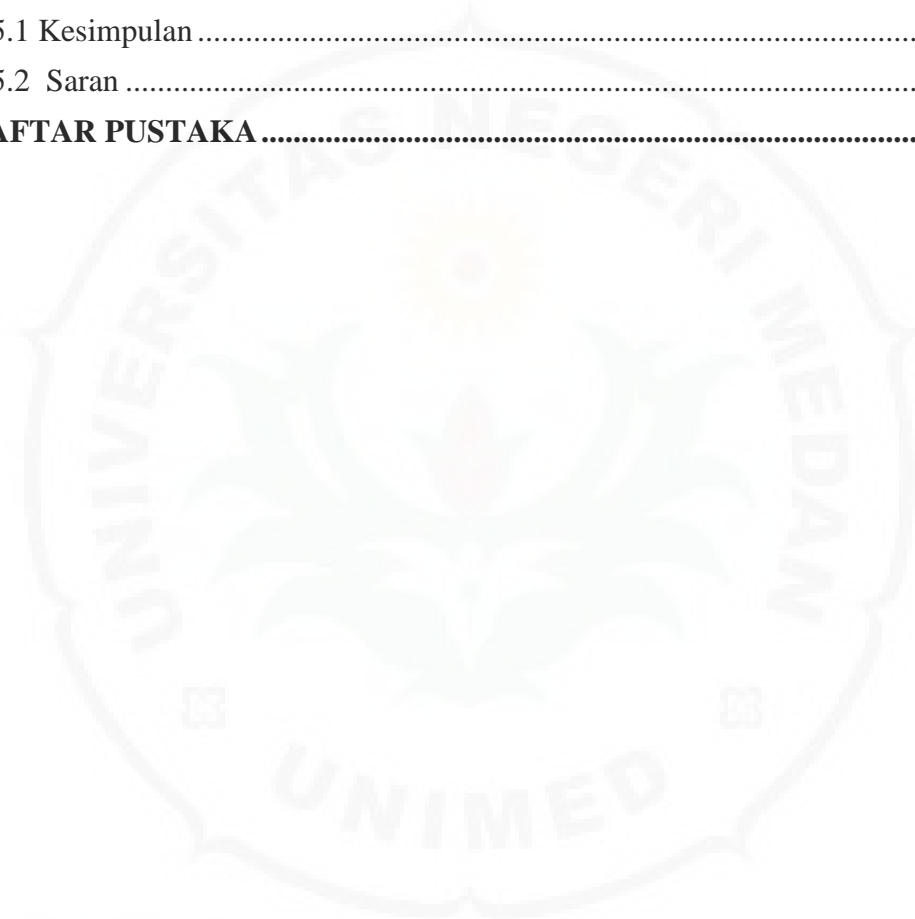 5.1 Kesimpulan ....................................................................................................
5.2 Saran ....................................................................................................
AFTAR PUSTAKA ....................................................................................................
UNIVERSITAS NEGERI MEDAN
UNIMED